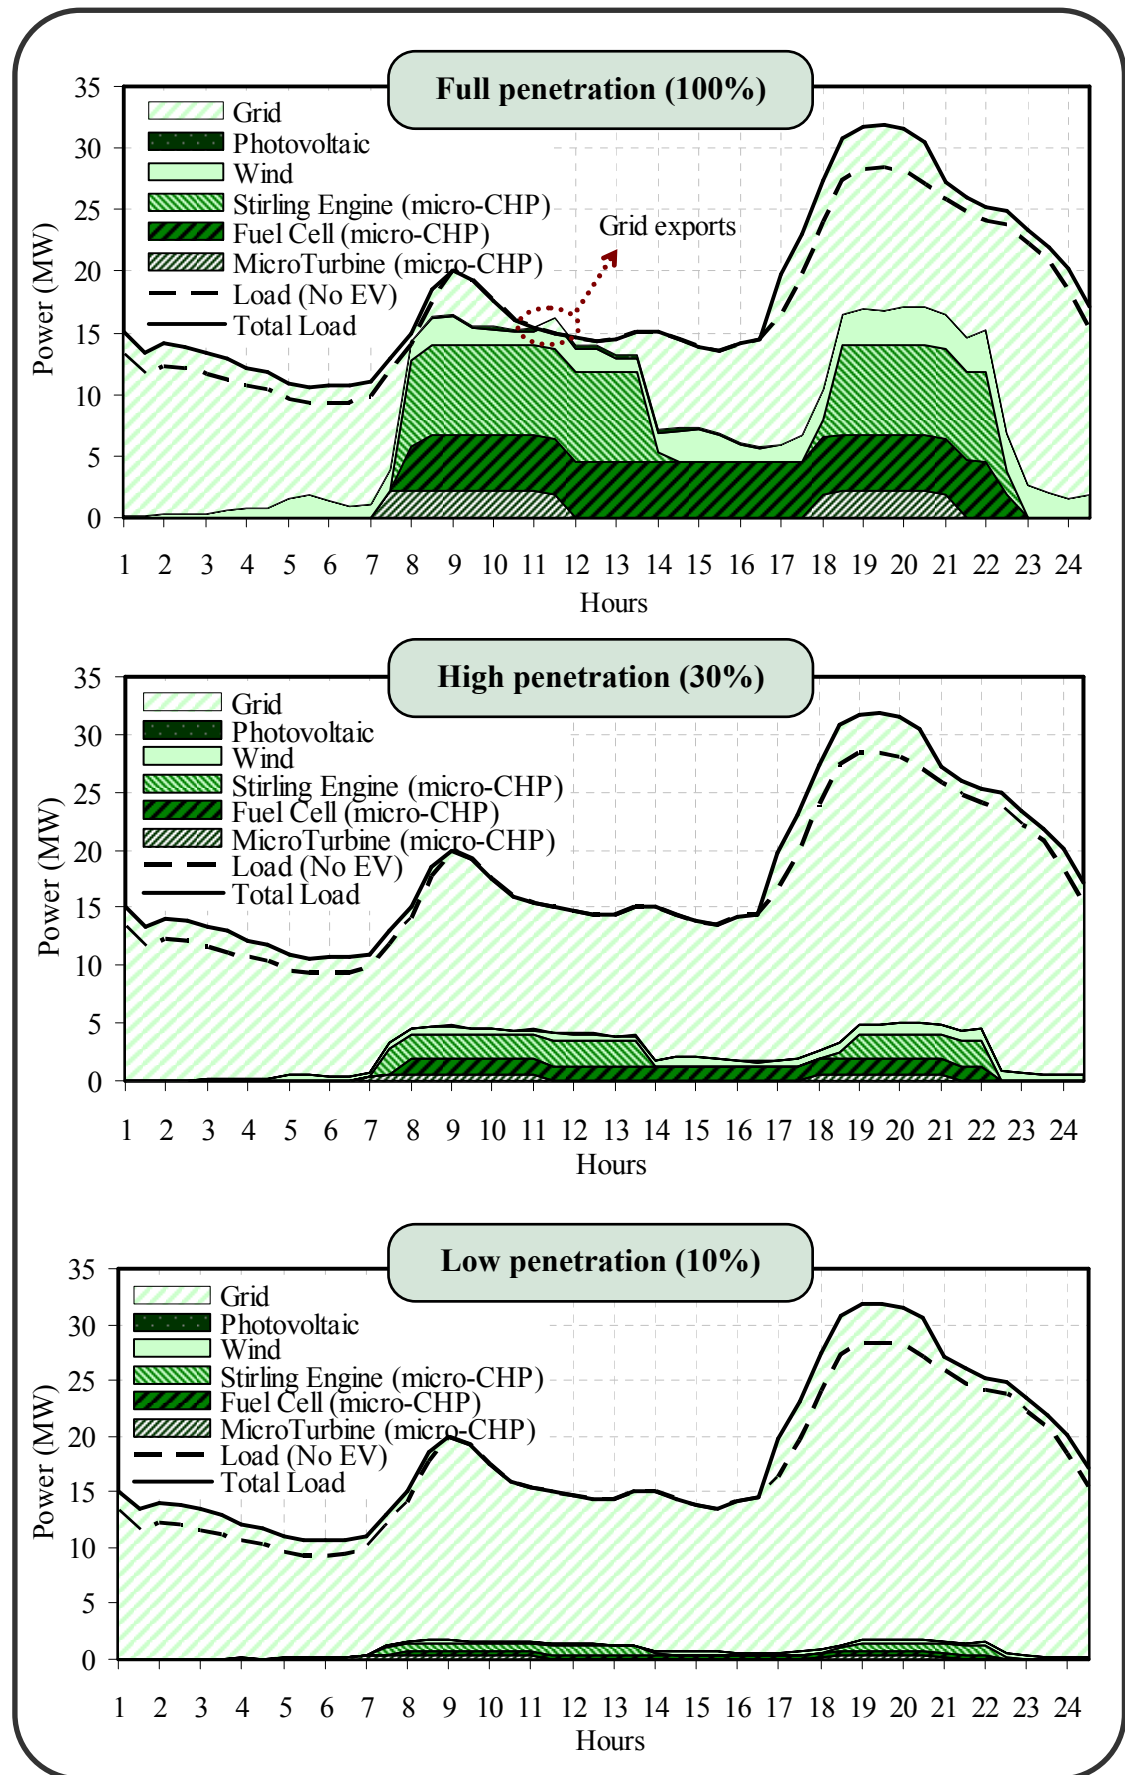 Full penetration (100%)
35
30
25
20
15
10
5
0
Power (MW)
Grid
Photovoltaic
Wind
Stirling Engine (micro-CHP)
Fuel Cell (micro-CHP)
MicroTurbine (micro-CHP)
Load (No EV)
Total Load
Grid exports
1 2 3 4 5 6 7 8 9 10 11 12 13 14 15 16 17 18 19 20 21 22 23 24
Hours
High penetration (30%)
35
30
25
20
15
10
5
0
Power (MW)
Grid
Photovoltaic
Wind
Stirling Engine (micro-CHP)
Fuel Cell (micro-CHP)
MicroTurbine (micro-CHP)
Load (No EV)
Total Load
1 2 3 4 5 6 7 8 9 10 11 12 13 14 15 16 17 18 19 20 21 22 23 24
Hours
Low penetration (10%)
35
30
25
20
15
10
5
0
Power (MW)
Grid
Photovoltaic
Wind
Stirling Engine (micro-CHP)
Fuel Cell (micro-CHP)
MicroTurbine (micro-CHP)
Load (No EV)
Total Load
1 2 3 4 5 6 7 8 9 10 11 12 13 14 15 16 17 18 19 20 21 22 23 24
Hours